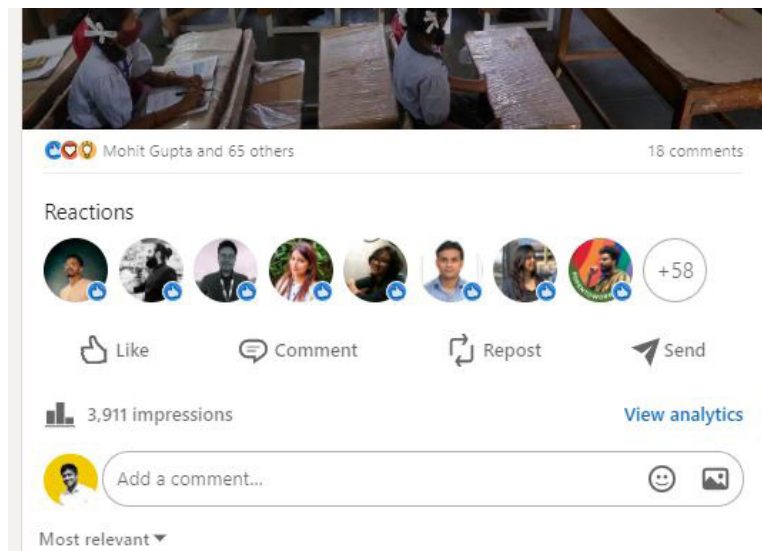 Mohit Gupta and 65 others 18 comments
Reactions
#OPENTOWORK
+58
Like Comment Repost Send
3,911 impressions View analytics
Add a comment...
Most relevant